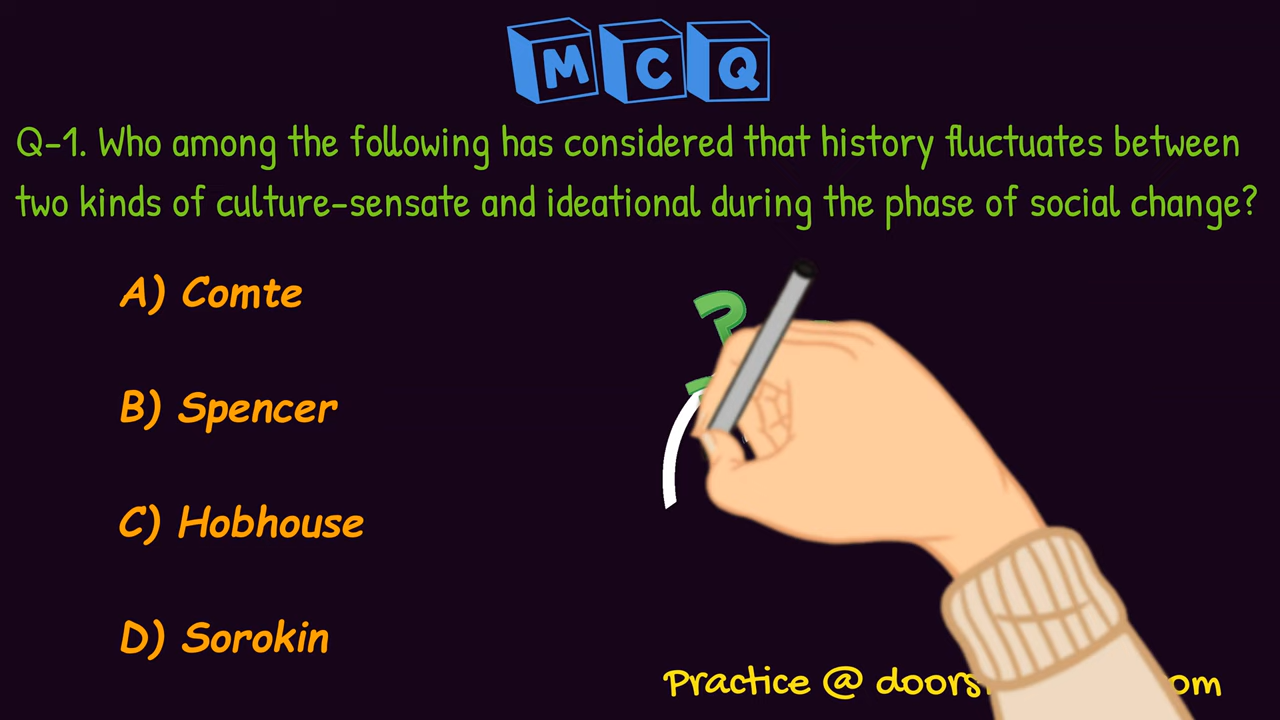 MCQ
Q-1. Who among the following has considered that history fluctuates between
two kinds of culture-sensate and ideational during the phase of social change?
A) Comte
B) Spencer
C) Hobhouse
D) Sorokin
?
Practice @